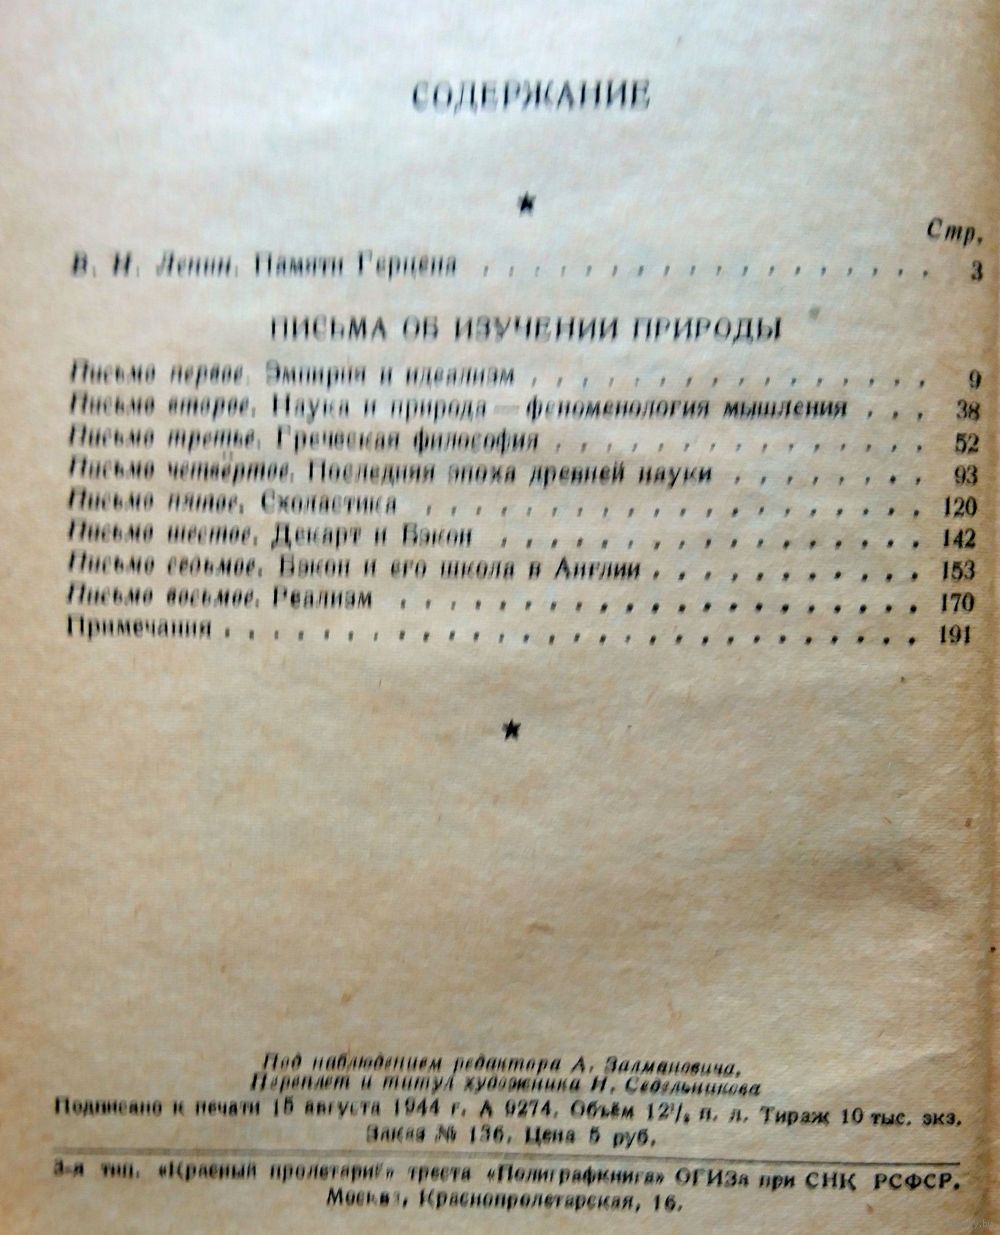 СОДЕРЖАНИЕ
★
Стр.
В. И. Ленин. Памяти Герцена . . . . . . . . . . . . . . . . . . 3
ПИСЬМА ОБ ИЗУЧЕНИИ ПРИРОДЫ
Письмо первое. Эмпирия и идеализм . . . . . . . . . . . . . . . 9
Письмо второе. Наука и природа — феноменология мышления . . . 38
Письмо третье. Греческая философия . . . . . . . . . . . . . . 52
Письмо четвёртое. Последняя эпоха древней науки . . . . . . . . 93
Письмо пятое. Схоластика . . . . . . . . . . . . . . . . . . . 120
Письмо шестое. Декарт и Бэкон . . . . . . . . . . . . . . . . 142
Письмо седьмое. Бэкон и его школа в Англии . . . . . . . . . . 153
Письмо восьмое. Реализм . . . . . . . . . . . . . . . . . . . 170
Примечания . . . . . . . . . . . . . . . . . . . . . . . . . . 191
★
Под наблюдением редактора А. Залмановича.
Переплет и титул художника И. Седельникова
Подписано к печати 15 августа 1944 г. А 9274. Объём п. л. Тираж 10 тыс. экз.
Заказ № 136. Цена 5 руб.
3-я тип. «Красный пролетарий» треста «Полиграфкнига» ОГИЗа при СНК РСФСР.
Москва, Краснопролетарская, 16.